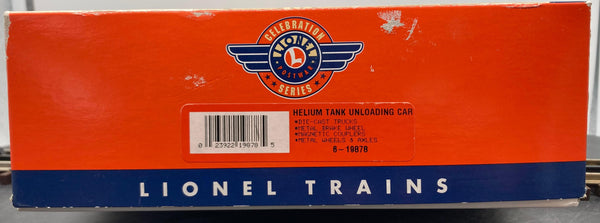 CELEBRATION
LIONEL
L
POSTWAR
SERIES
HELIUM TANK UNLOADING CAR
*DIE-CAST TRUCKS
*METAL BRAKE WHEEL
*MAGNETIC COUPLERS
*METAL WHEELS & AXLES
6-19878
0 23922 19878 5
LIONEL TRAINS